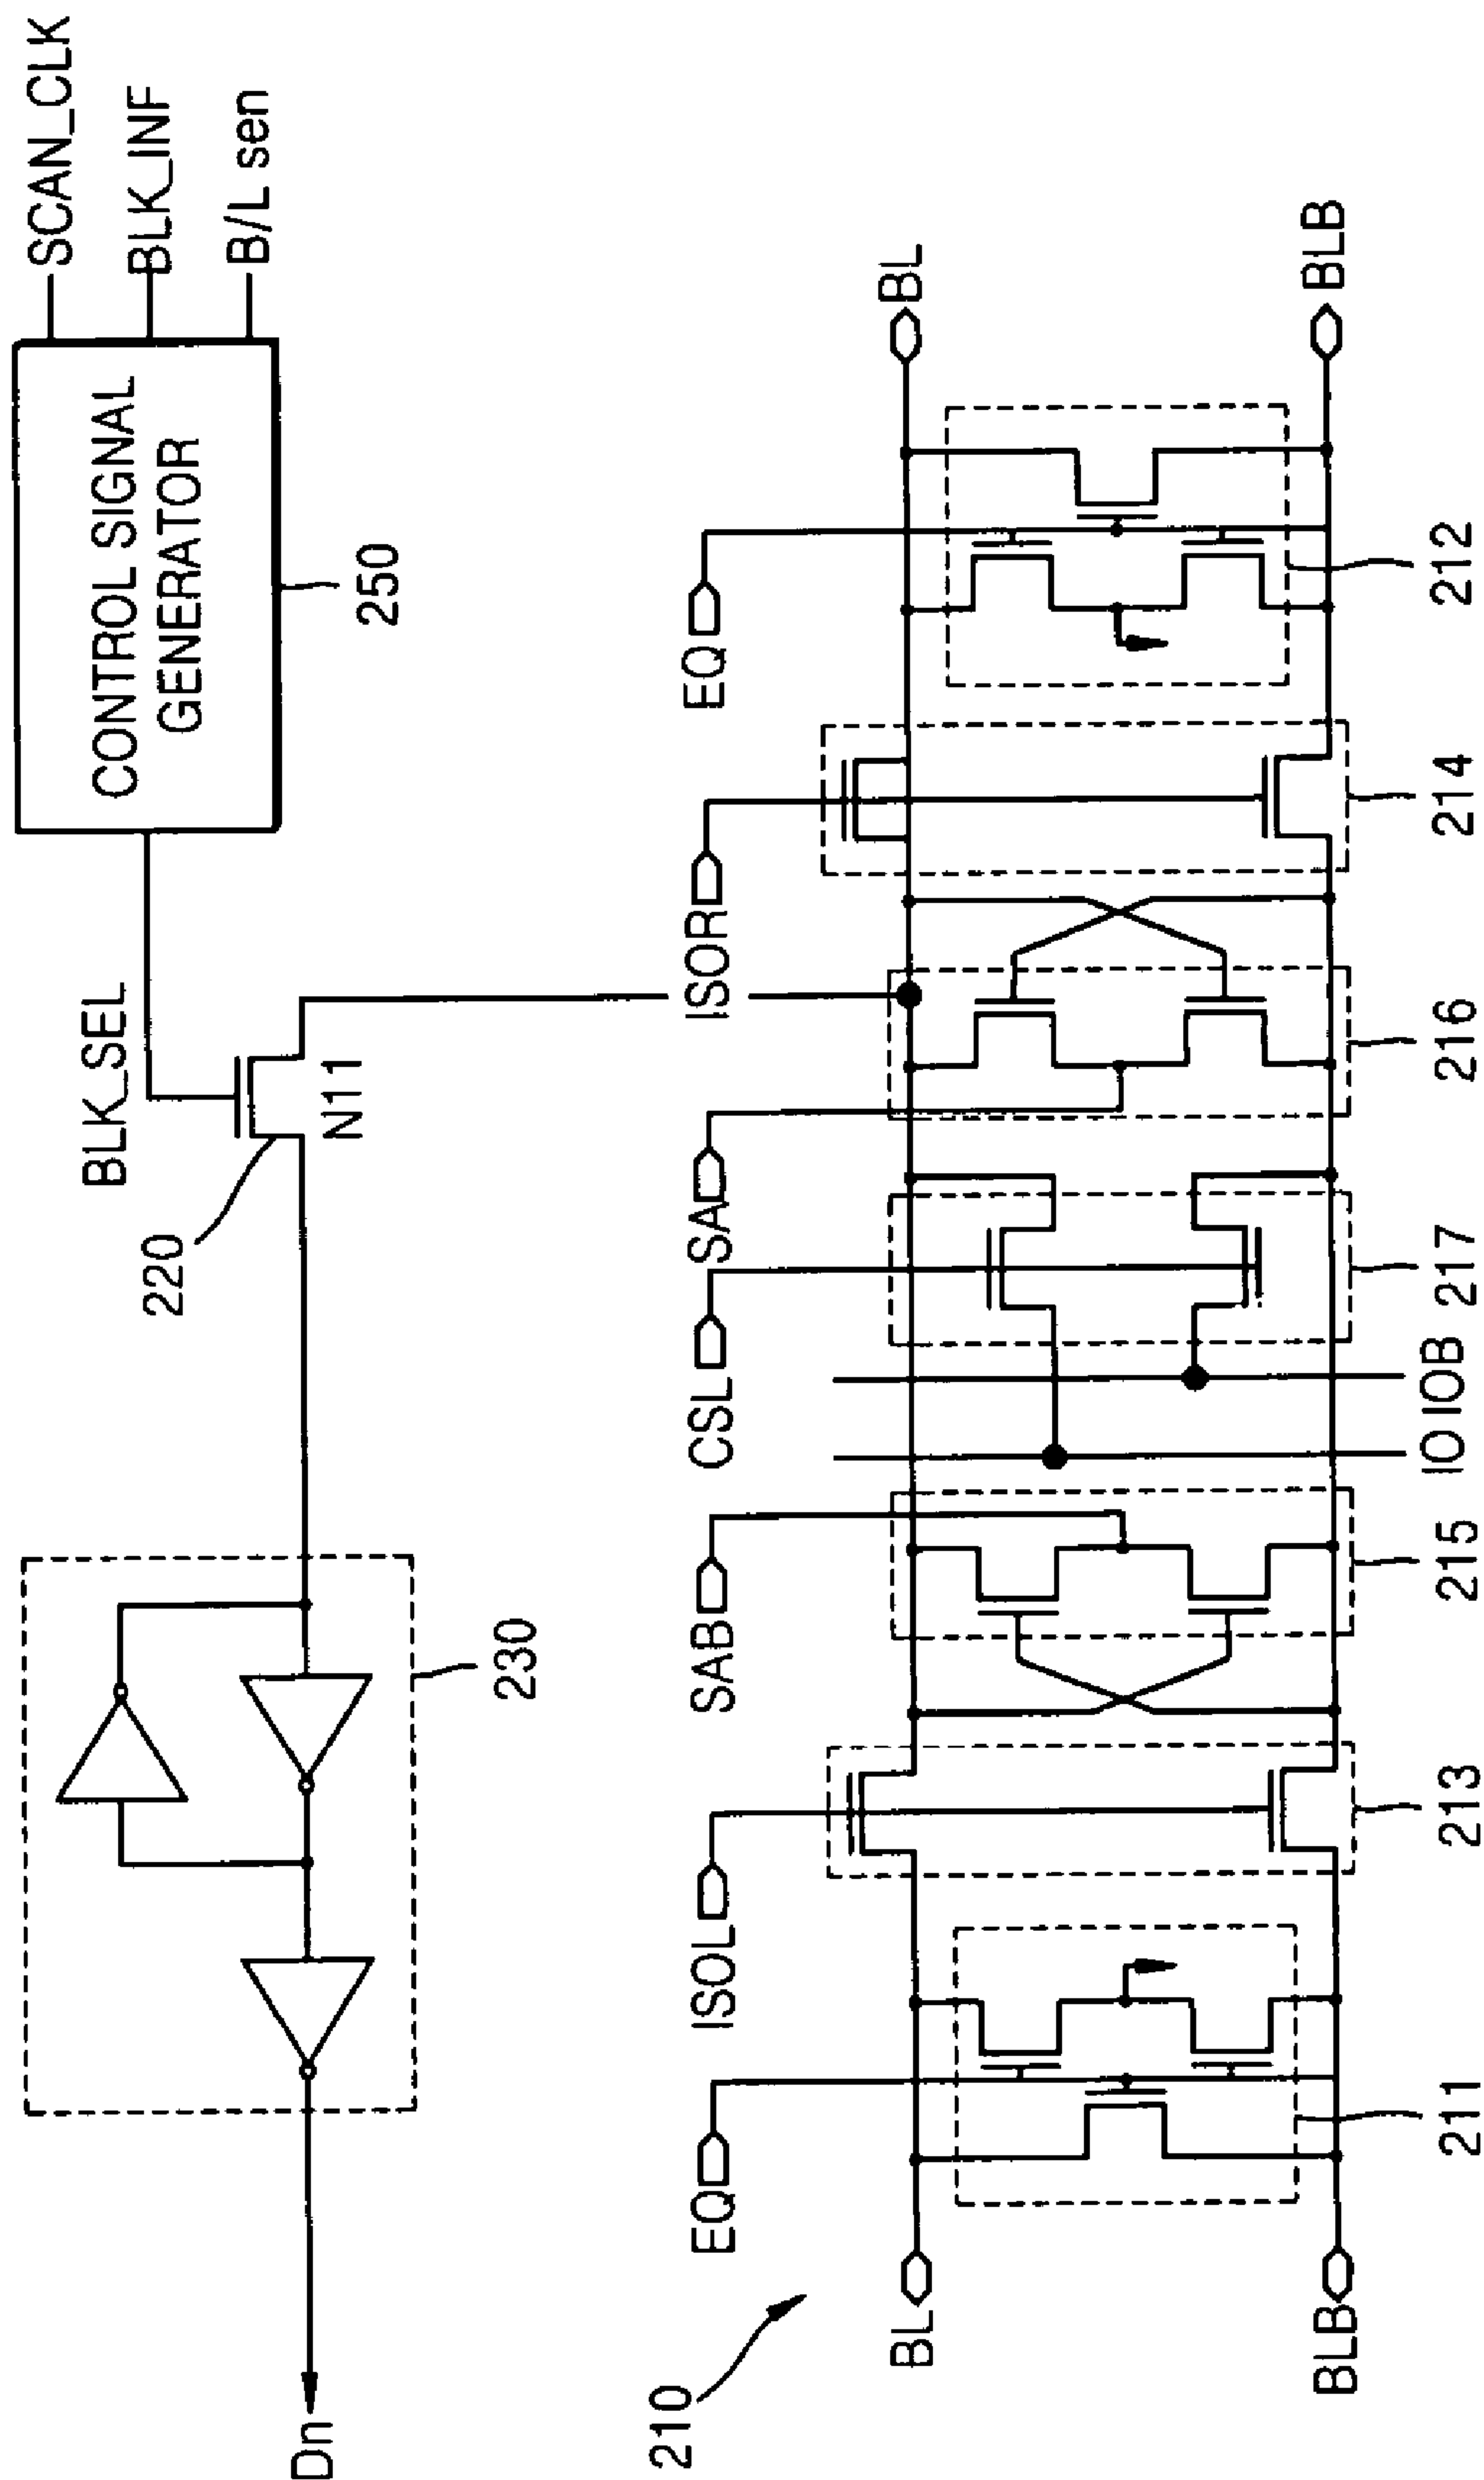 SCAN_CLK
BLK_INF
B/L sen
CONTROL SIGNAL
GENERATOR
250
BLK_SEL
N11
220
230
Dn
210
EQ
ISOL
SAB
CSL
SA
ISOR
EQ
BL
BL
BLB
BLB
IO
IOB
211
213
215
217
216
214
212